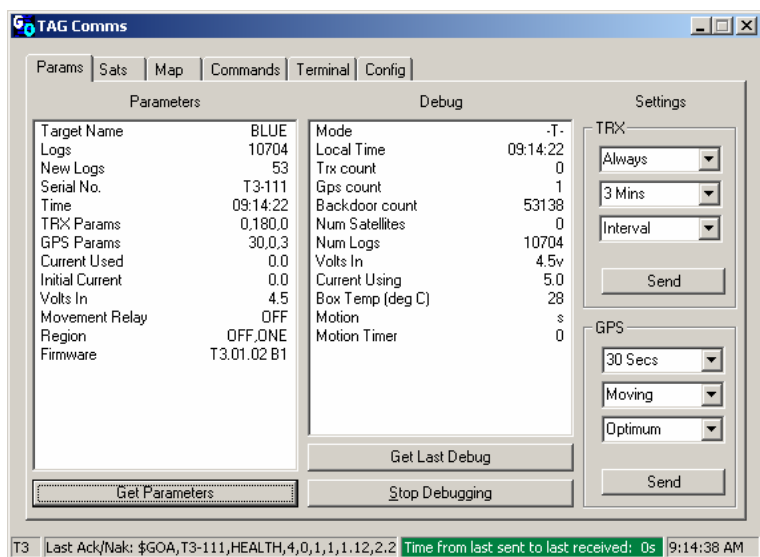 GO TAG Comms
Params Sats Map Commands Terminal Config
Parameters
Target Name BLUE
Logs 10704
New Logs 53
Serial No. T3-111
Time 09:14:22
TRX Params 0,180,0
GPS Params 30,0,3
Current Used 0.0
Initial Current 0.0
Volts In 4.5
Movement Relay OFF
Region OFF,ONE
Firmware T3.01.02 B1
Get Parameters
Debug
Mode -T-
Local Time 09:14:22
Trx count 0
Gps count 1
Backdoor count 53138
Num Satellites 0
Num Logs 10704
Volts In 4.5v
Current Using 5.0
Box Temp (deg C) 28
Motion s
Motion Timer 0
Get Last Debug
Stop Debugging
Settings
TRX
Always
3 Mins
Interval
Send
GPS
30 Secs
Moving
Optimum
Send
T3 Last Ack/Nak: $GOA,T3-111,HEALTH,4,0,1,1,1.12,2.2 Time from last sent to last received: 0s 9:14:38 AM